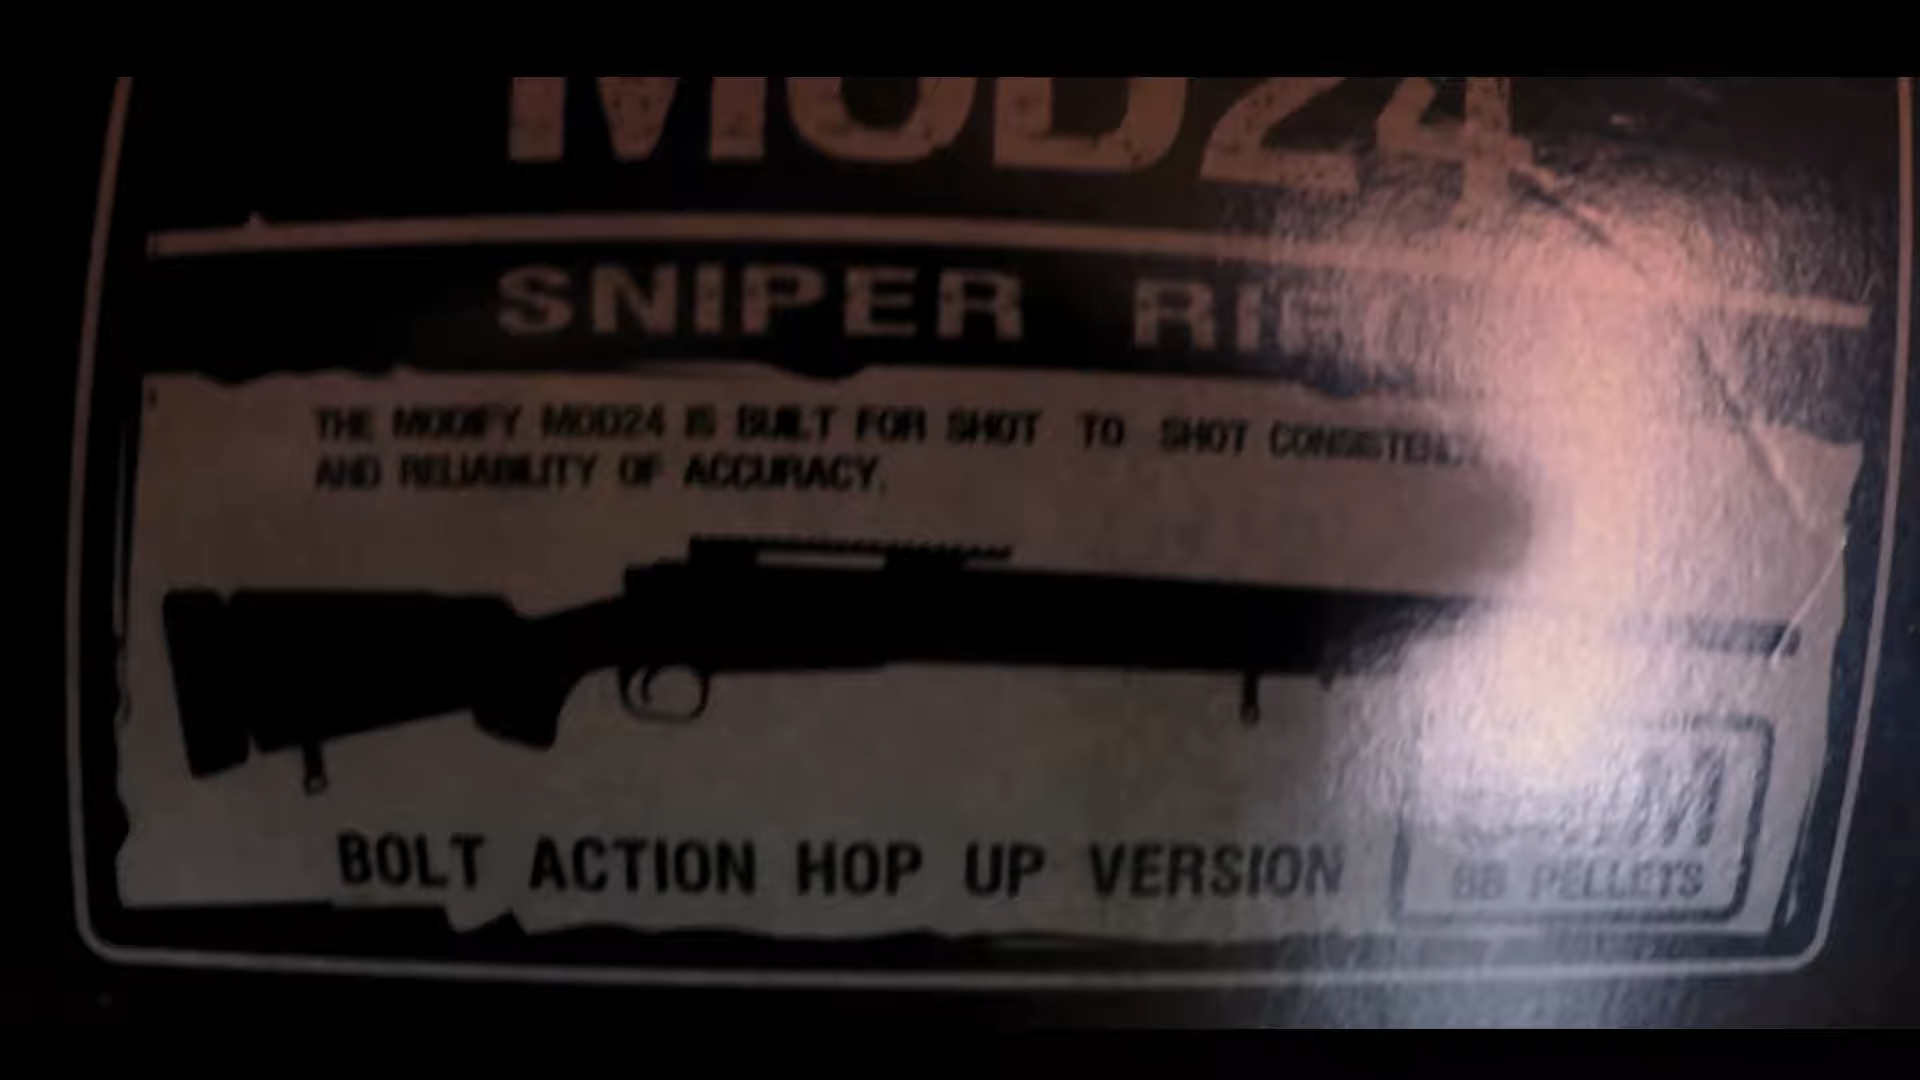 MOD24
SNIPER
THE MODIFY MOD24 IS BUILT FOR SHOT TO SHOT CONSISTENCY
AND RELIABILITY OF ACCURACY.
BOLT ACTION HOP UP VERSION
BB PELLETS